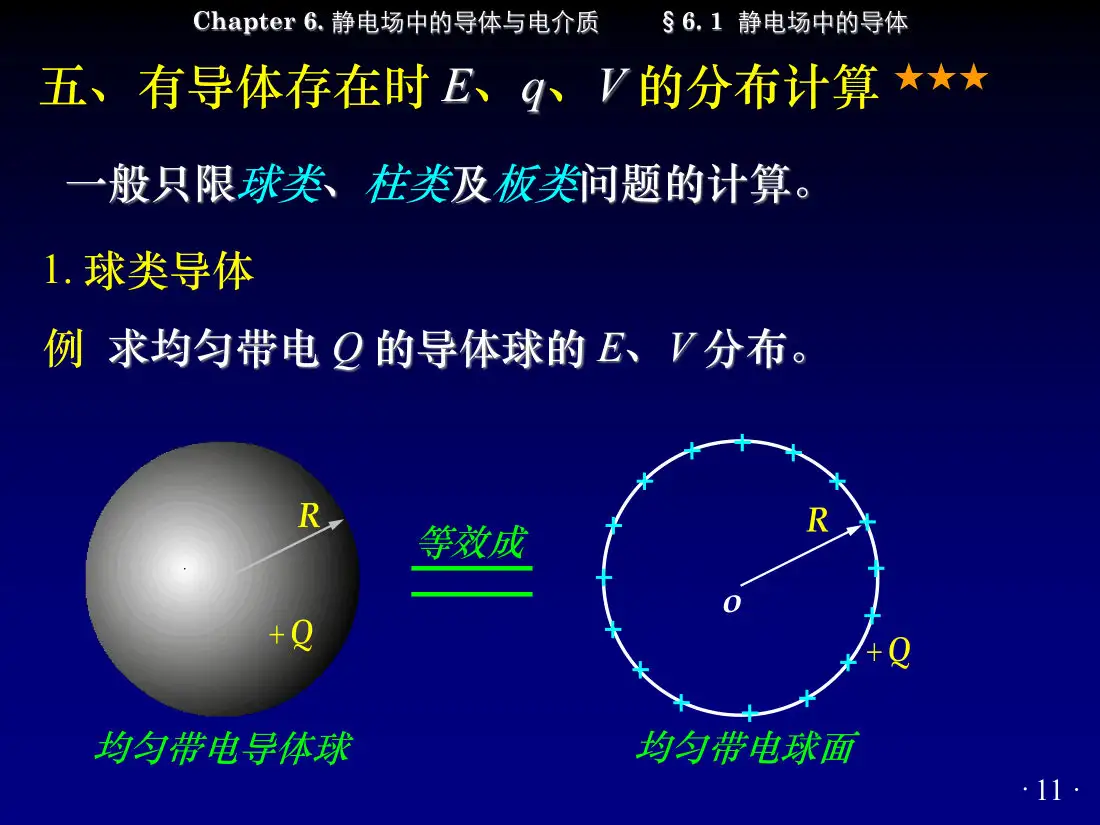 Chapter 6. 静电场中的导体与电介质 §6. 1 静电场中的导体
五、有导体存在时 E、q、V 的分布计算 ★★★
一般只限球类、柱类及板类问题的计算。
1. 球类导体
例 求均匀带电 Q 的导体球的 E、V 分布。
R
+Q
等效成
R
o
+Q
均匀带电导体球
均匀带电球面
· 11 ·